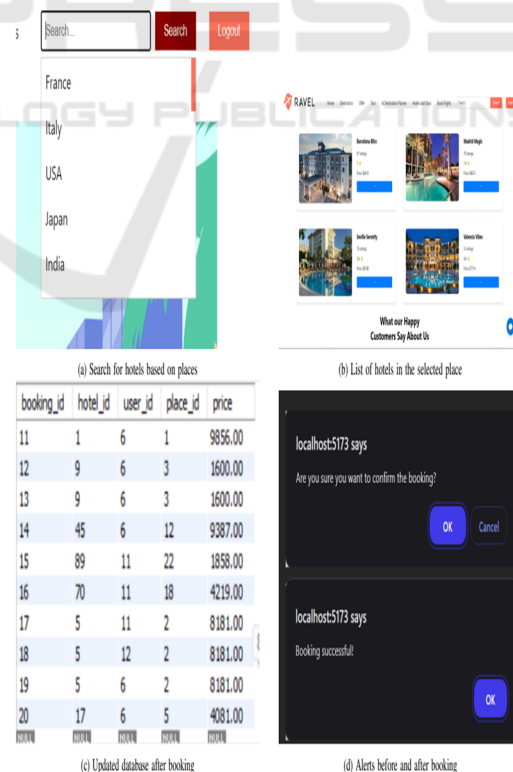 Search...
Search
Logout
France
Italy
USA
Japan
India
LOGY PUBLICATIONS
RAVEL
Home
Destination
Offer
Tour
Barcelona Bliss
Madrid Magic
Seville Serenity
Valencia Vibes
What our Happy
Customers Say About Us
(a) Search for hotels based on places
(b) List of hotels in the selected place
booking_id hotel_id user_id place_id price
11 1 6 1 9856.00
12 9 6 3 1600.00
13 9 6 3 1600.00
14 45 6 12 9387.00
15 89 11 22 1858.00
16 70 11 18 4219.00
17 5 11 2 8181.00
18 5 12 2 8181.00
19 5 6 2 8181.00
20 17 6 5 4081.00
NULL NULL NULL NULL NULL
(c) Updated database after booking
localhost:5173 says
Are you sure you want to confirm the booking?
OK
Cancel
localhost:5173 says
Booking successful!
OK
(d) Alerts before and after booking